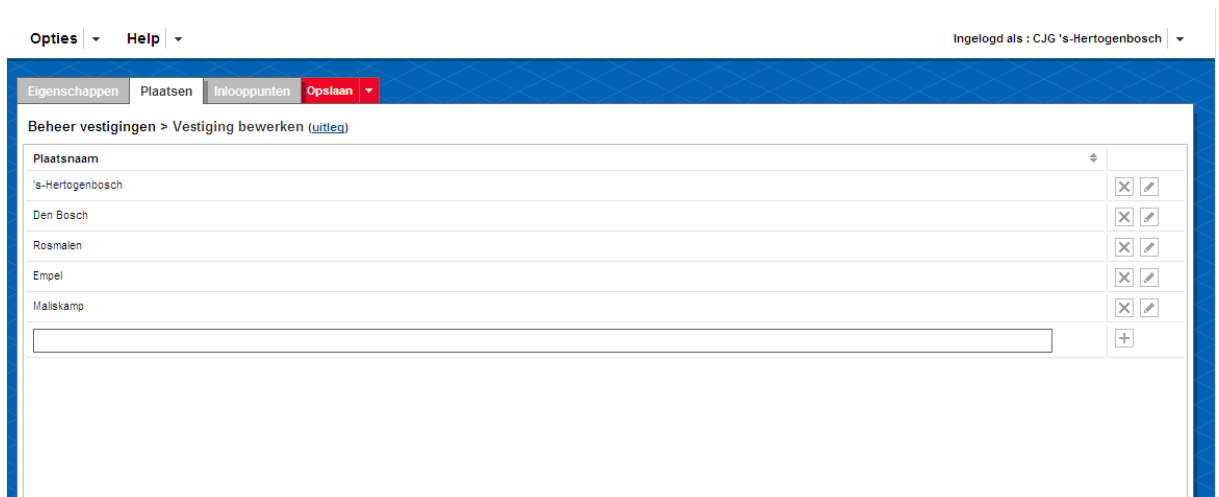 Opties Help Ingelogd als : CJG 's-Hertogenbosch
Eigenschappen Plaatsen Inlooppunten Opslaan
Beheer vestigingen > Vestiging bewerken (uitleg)
Plaatsnaam
's-Hertogenbosch
Den Bosch
Rosmalen
Empel
Maliskamp